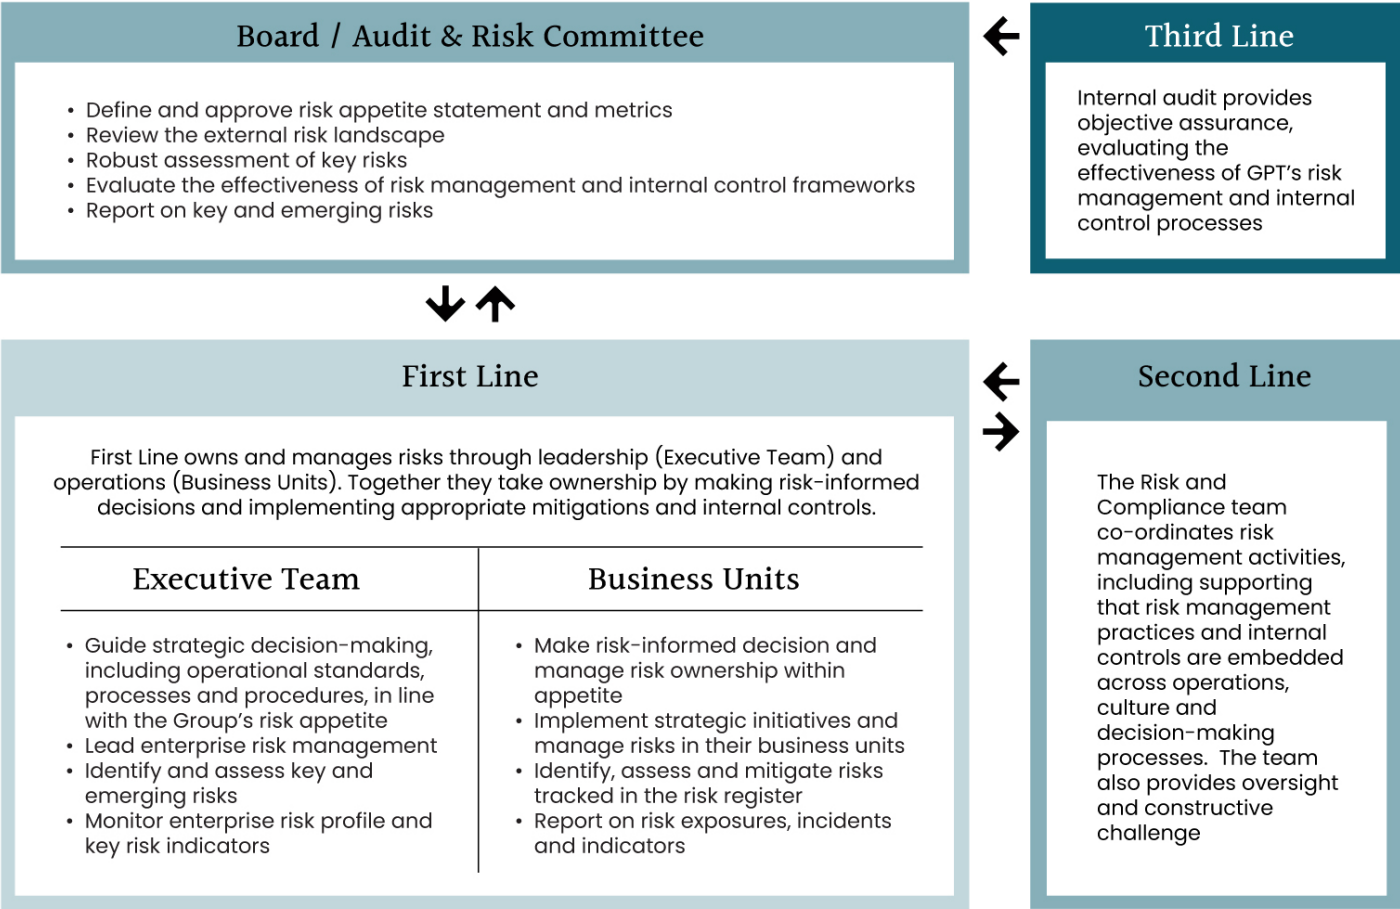 Board / Audit & Risk Committee
• Define and approve risk appetite statement and metrics
• Review the external risk landscape
• Robust assessment of key risks
• Evaluate the effectiveness of risk management and internal control frameworks
• Report on key and emerging risks
Third Line
Internal audit provides
objective assurance,
evaluating the
effectiveness of GPT’s risk
management and internal
control processes
First Line
First Line owns and manages risks through leadership (Executive Team) and
operations (Business Units). Together they take ownership by making risk-informed
decisions and implementing appropriate mitigations and internal controls.
Executive Team
• Guide strategic decision-making,
including operational standards,
processes and procedures, in line
with the Group’s risk appetite
• Lead enterprise risk management
• Identify and assess key and
emerging risks
• Monitor enterprise risk profile and
key risk indicators
Business Units
• Make risk-informed decision and
manage risk ownership within
appetite
• Implement strategic initiatives and
manage risks in their business units
• Identify, assess and mitigate risks
tracked in the risk register
• Report on risk exposures, incidents
and indicators
Second Line
The Risk and
Compliance team
co-ordinates risk
management activities,
including supporting
that risk management
practices and internal
controls are embedded
across operations,
culture and
decision-making
processes.  The team
also provides oversight
and constructive
challenge